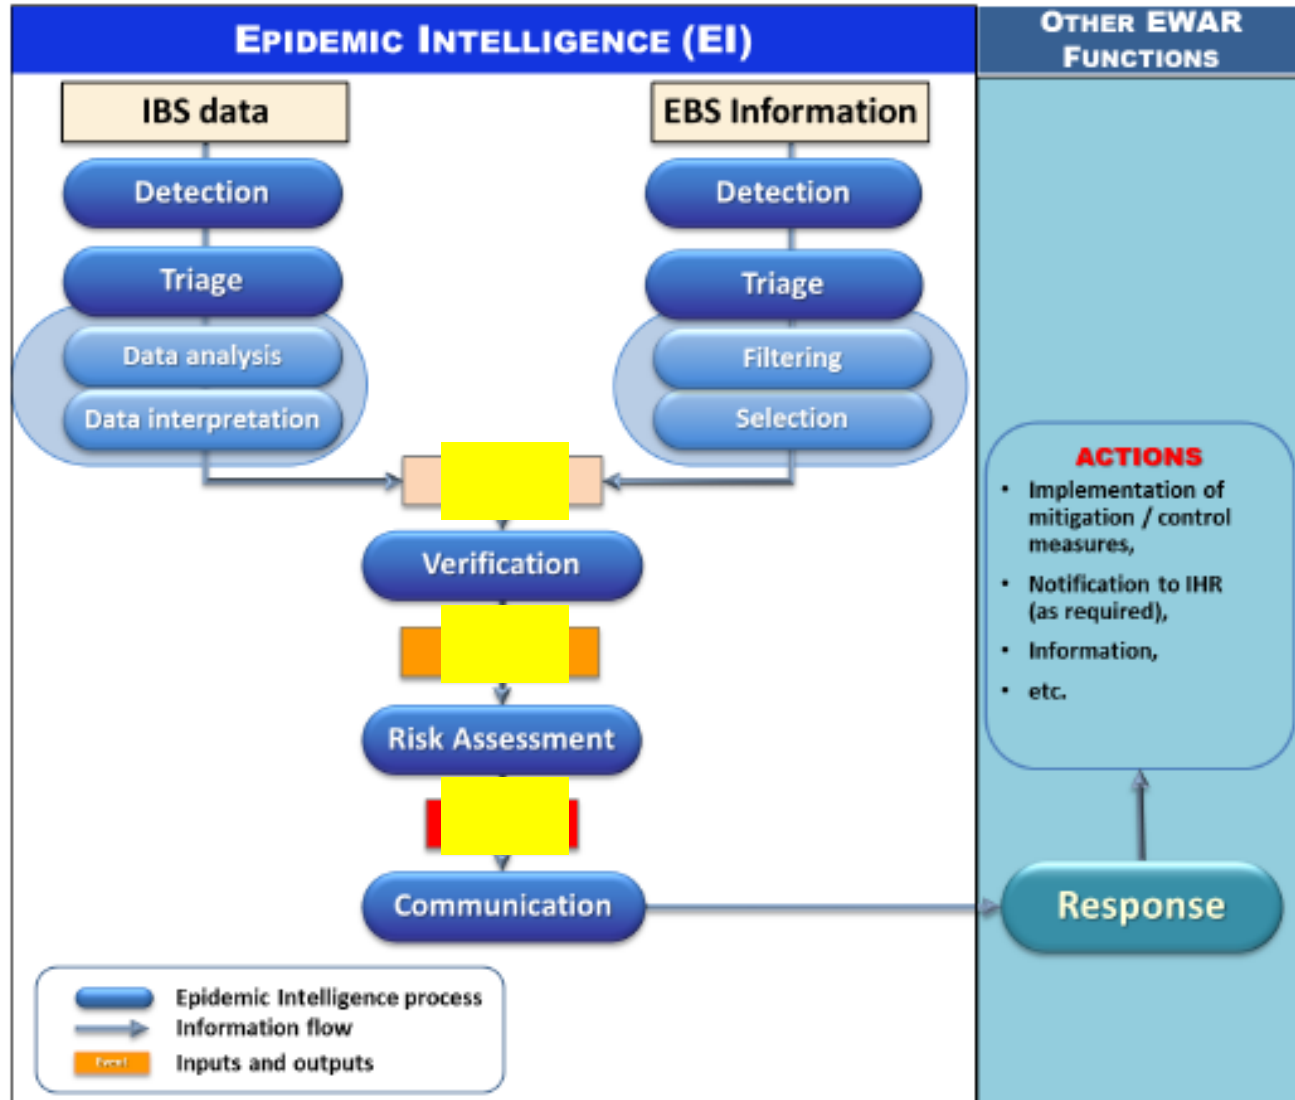 EPIDEMIC INTELLIGENCE (EI)
OTHER EWAR
FUNCTIONS
IBS data
EBS Information
Detection
Detection
Triage
Triage
Data analysis
Filtering
Data interpretation
Selection
Verification
Risk Assessment
Communication
ACTIONS
• Implementation of
mitigation / control
measures,
• Notification to IHR
(as required),
• Information,
• etc.
Response
Epidemic Intelligence process
Information flow
Event
Inputs and outputs